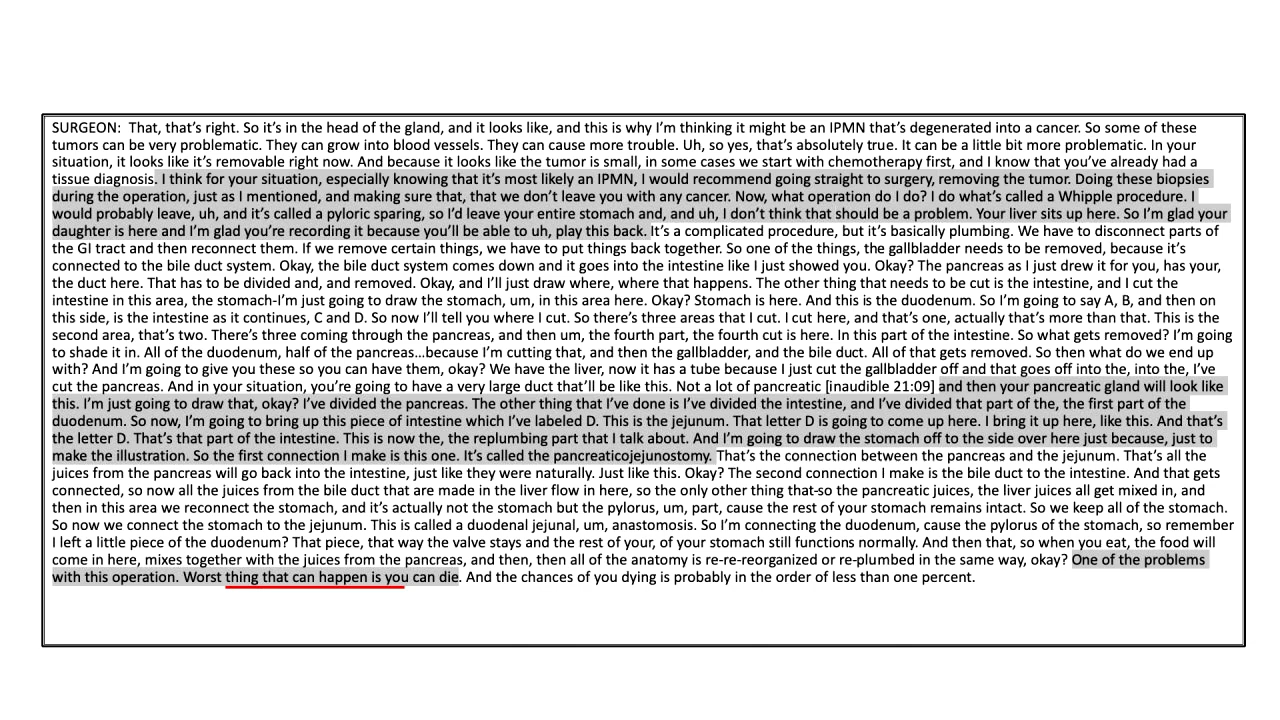 SURGEON:  That, that’s right. So it’s in the head of the gland, and it looks like, and this is why I’m thinking it might be an IPMN that’s degenerated into a cancer. So some of these
tumors can be very problematic. They can grow into blood vessels. They can cause more trouble. Uh, so yes, that’s absolutely true. It can be a little bit more problematic. In your
situation, it looks like it’s removable right now. And because it looks like the tumor is small, in some cases we start with chemotherapy first, and I know that you’ve already had a
tissue diagnosis. I think for your situation, especially knowing that it’s most likely an IPMN, I would recommend going straight to surgery, removing the tumor. Doing these biopsies
during the operation, just as I mentioned, and making sure that, that we don’t leave you with any cancer. Now, what operation do I do? I do what’s called a Whipple procedure. I
would probably leave, uh, and it’s called a pyloric sparing, so I’d leave your entire stomach and, and uh, I don’t think that should be a problem. Your liver sits up here. So I’m glad your
daughter is here and I’m glad you’re recording it because you’ll be able to uh, play this back. It’s a complicated procedure, but it’s basically plumbing. We have to disconnect parts of
the GI tract and then reconnect them. If we remove certain things, we have to put things back together. So one of the things, the gallbladder needs to be removed, because it’s
connected to the bile duct system. Okay, the bile duct system comes down and it goes into the intestine like I just showed you. Okay? The pancreas as I just drew it for you, has your,
the duct here. That has to be divided and, and removed. Okay, and I’ll just draw where, where that happens. The other thing that needs to be cut is the intestine, and I cut the
intestine in this area, the stomach-I’m just going to draw the stomach, um, in this area here. Okay? Stomach is here. And this is the duodenum. So I’m going to say A, B, and then on
this side, is the intestine as it continues, C and D. So now I’ll tell you where I cut. So there’s three areas that I cut. I cut here, and that’s one, actually that’s more than that. This is the
second area, that’s two. There’s three coming through the pancreas, and then um, the fourth part, the fourth cut is here. In this part of the intestine. So what gets removed? I’m going
to shade it in. All of the duodenum, half of the pancreas…because I’m cutting that, and then the gallbladder, and the bile duct. All of that gets removed. So then what do we end up
with? And I’m going to give you these so you can have them, okay? We have the liver, now it has a tube because I just cut the gallbladder off and that goes off into the, into the, I’ve
cut the pancreas. And in your situation, you’re going to have a very large duct that’ll be like this. Not a lot of pancreatic [inaudible 21:09] and then your pancreatic gland will look like
this. I’m just going to draw that, okay? I’ve divided the pancreas. The other thing that I’ve done is I’ve divided the intestine, and I’ve divided that part of the, the first part of the
duodenum. So now, I’m going to bring up this piece of intestine which I’ve labeled D. This is the jejunum. That letter D is going to come up here. I bring it up here, like this. And that’s
the letter D. That’s that part of the intestine. This is now the, the replumbing part that I talk about. And I’m going to draw the stomach off to the side over here just because, just to
make the illustration. So the first connection I make is this one. It’s called the pancreaticojejunostomy. That’s the connection between the pancreas and the jejunum. That’s all the
juices from the pancreas will go back into the intestine, just like they were naturally. Just like this. Okay? The second connection I make is the bile duct to the intestine. And that gets
connected, so now all the juices from the bile duct that are made in the liver flow in here, so the only other thing that-so the pancreatic juices, the liver juices all get mixed in, and
then in this area we reconnect the stomach, and it’s actually not the stomach but the pylorus, um, part, cause the rest of your stomach remains intact. So we keep all of the stomach.
So now we connect the stomach to the jejunum. This is called a duodenal jejunal, um, anastomosis. So I’m connecting the duodenum, cause the pylorus of the stomach, so remember
I left a little piece of the duodenum? That piece, that way the valve stays and the rest of your, of your stomach still functions normally. And then that, so when you eat, the food will
come in here, mixes together with the juices from the pancreas, and then, then all of the anatomy is re-re-reorganized or re-plumbed in the same way, okay? One of the problems
with this operation. Worst thing that can happen is you can die. And the chances of you dying is probably in the order of less than one percent.